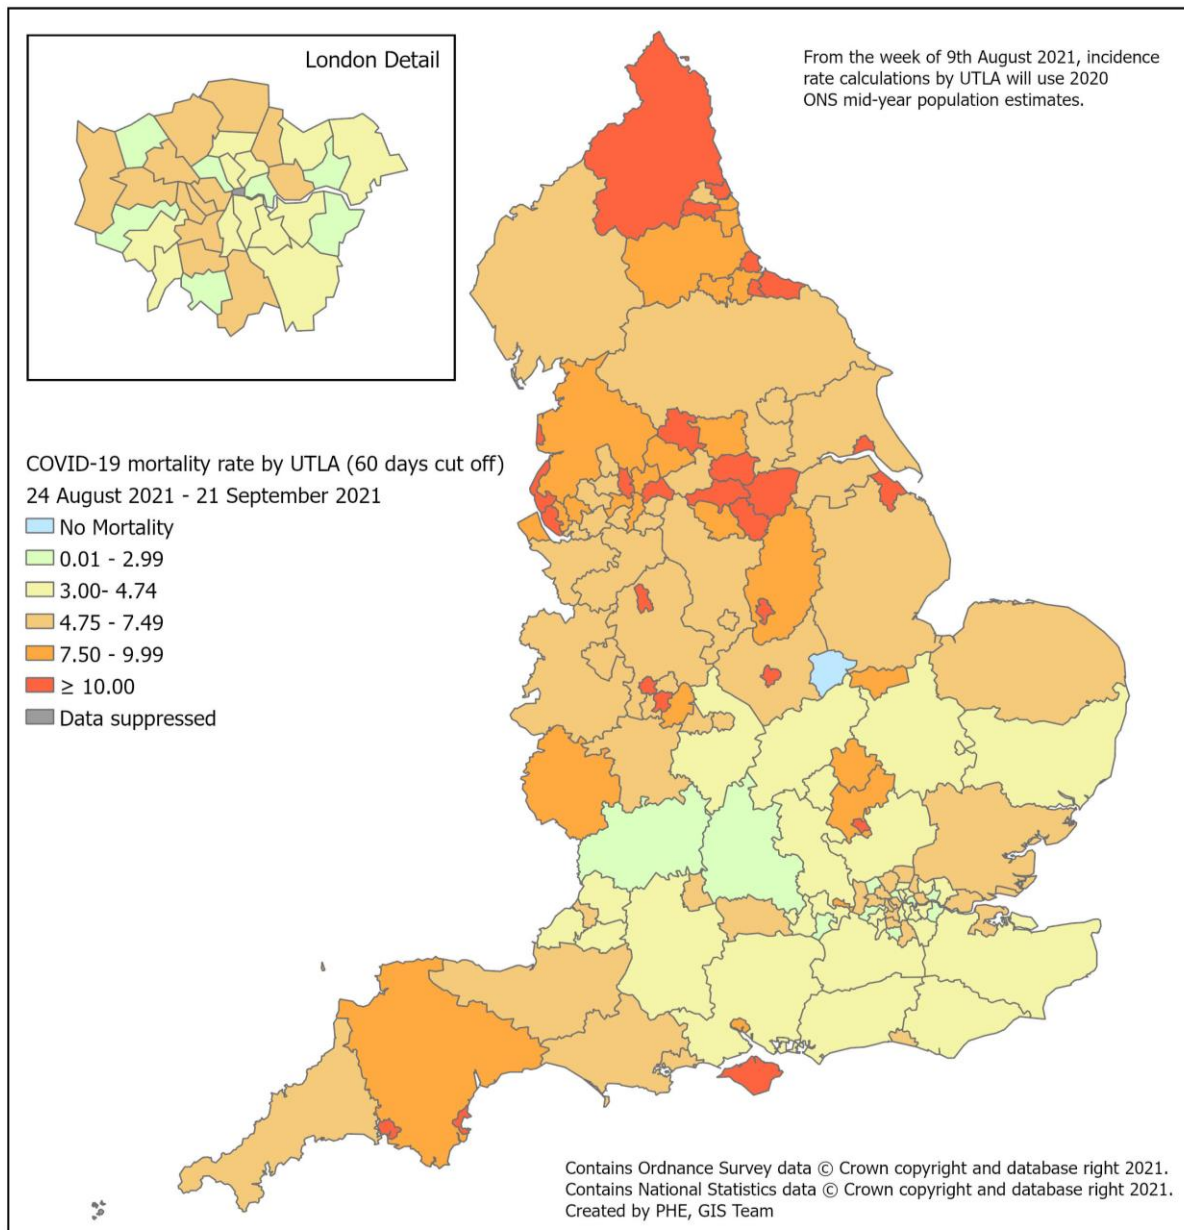 London Detail
From the week of 9th August 2021, incidence
rate calculations by UTLA will use 2020
ONS mid-year population estimates.
COVID-19 mortality rate by UTLA (60 days cut off)
24 August 2021 - 21 September 2021
No Mortality
0.01 - 2.99
3.00- 4.74
4.75 - 7.49
7.50 - 9.99
≥ 10.00
Data suppressed
Contains Ordnance Survey data © Crown copyright and database right 2021.
Contains National Statistics data © Crown copyright and database right 2021.
Created by PHE, GIS Team